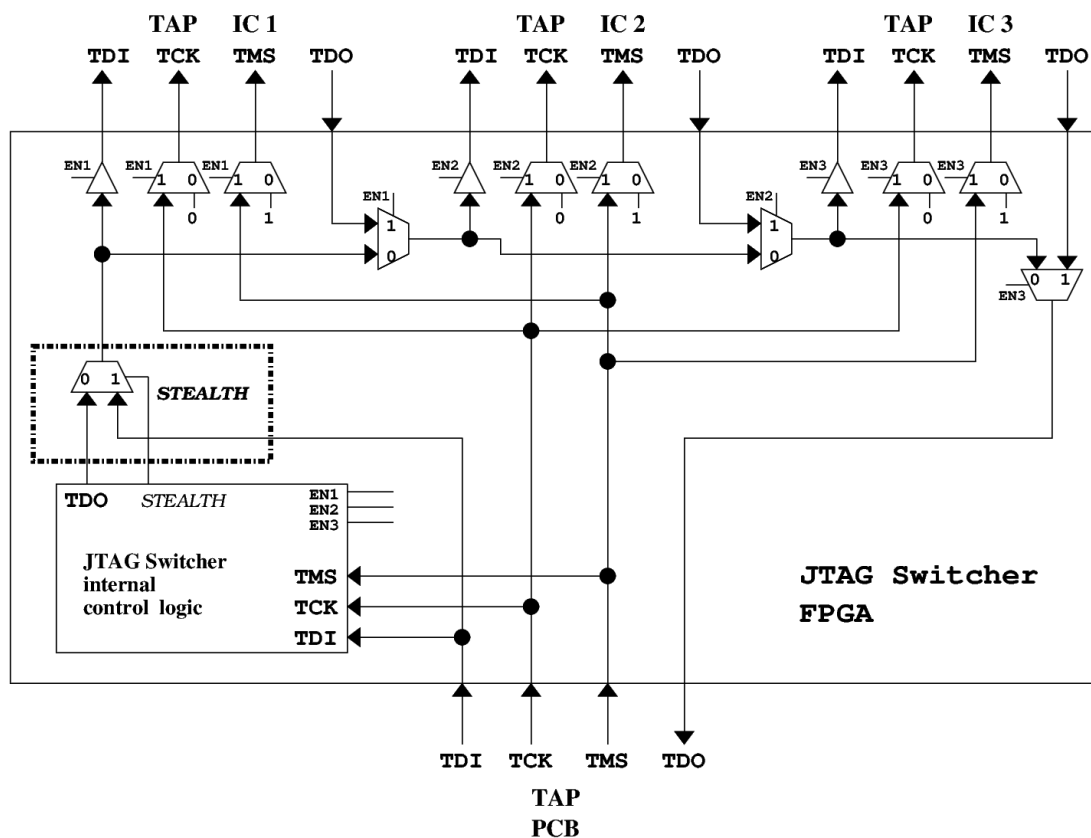 TAP IC 1 TAP IC 2 TAP IC 3
TDI TCK TMS TDO TDI TCK TMS TDO TDI TCK TMS TDO
EN1 EN1 EN1 EN2 EN2 EN2 EN3 EN3 EN3
1 0 1 0 1 0 1 0 1 0 1 0
EN1 EN2
0 1 0 1 0 1
1 1
0 0
0 1
EN3
0 1
STEALTH
TDO STEALTH
EN1
EN2
EN3
JTAG Switcher
internal
control logic
TMS
TCK
TDI
JTAG Switcher
FPGA
TDI TCK TMS TDO
TAP
PCB